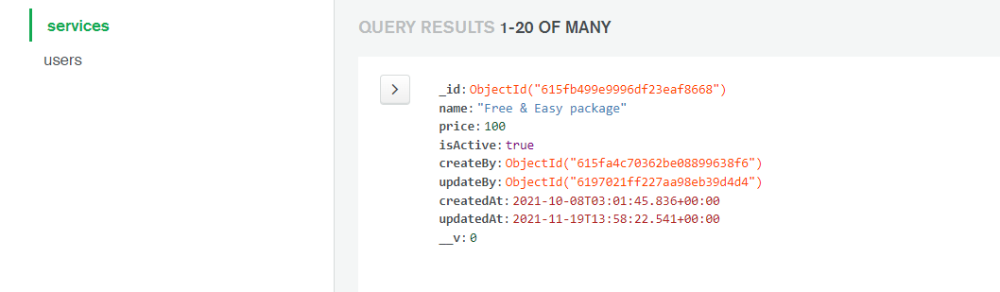 services
users
QUERY RESULTS 1-20 OF MANY
_id: ObjectId("615fb499e9996df23eaf8668")
name: "Free & Easy package"
price: 100
isActive: true
createBy: ObjectId("615fa4c70362be08899638f6")
updateBy: ObjectId("6197021ff227aa98eb39d4d4")
createdAt: 2021-10-08T03:01:45.836+00:00
updatedAt: 2021-11-19T13:58:22.541+00:00
__v: 0